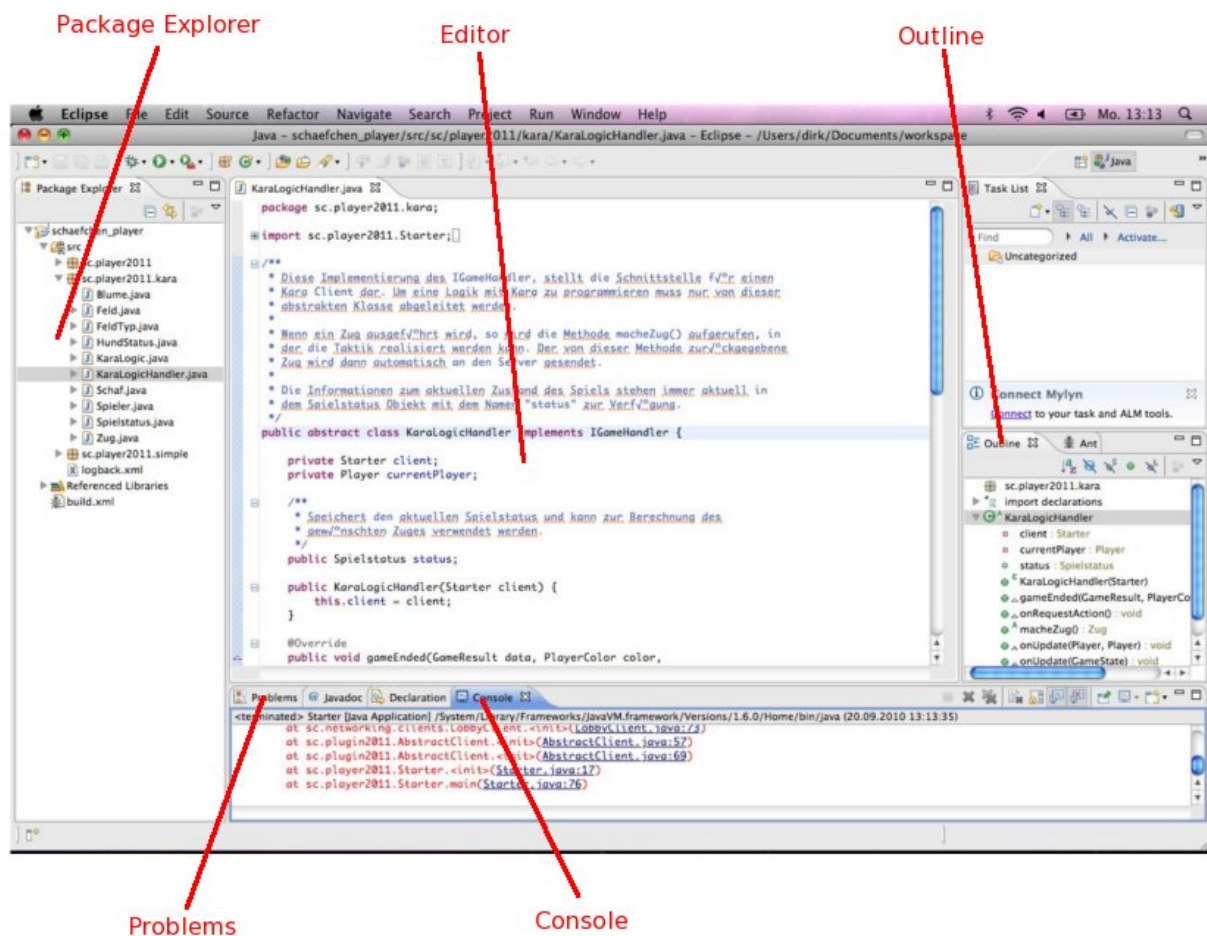 Package Explorer
Editor
Outline
Eclipse File Edit Source Refactor Navigate Search Project Run Window Help
Mo. 13:13
Java – schaefchen_player/src/sc/player2011/kara/KaraLogicHandler.java – Eclipse – /Users/dirk/Documents/workspace
Java
Package Explorer
schaefchen_player
src
sc.player2011
sc.player2011.kara
Blume.java
Feld.java
FeldTyp.java
HundStatus.java
KaraLogic.java
KaraLogicHandler.java
Schaf.java
Spieler.java
Spielstatus.java
Zug.java
sc.player2011.simple
logback.xml
Referenced Libraries
build.xml
KaraLogicHandler.java
package sc.player2011.kara;
import sc.player2011.Starter;
/**
* Diese Implementierung des IGameHandler, stellt die Schnittstelle f√ºr einen
* Kara Client dar. Um eine Logik mit Kara zu programmieren muss nur von dieser
* abstrakten Klasse abgeleitet werden.
*
* Wenn ein Zug ausgef√ºhrt wird, so wird die Methode macheZug() aufgerufen, in
* der die Taktik realisiert werden kann. Der von dieser Methode zur√ºckgegebene
* Zug wird dann automatisch an den Server gesendet.
*
* Die Informationen zum aktuellen Zustand des Spiels stehen immer aktuell in
* dem Spielstatus Objekt mit dem Namen "status" zur Verf√ºgung.
*/
public abstract class KaraLogicHandler implements IGameHandler {
private Starter client;
private Player currentPlayer;
/**
* Speichert den aktuellen Spielstatus und kann zur Berechnung des
* gew√ºnschten Zuges verwendet werden.
*/
public Spielstatus status;
public KaraLogicHandler(Starter client) {
this.client = client;
}
@Override
public void gameEnded(GameResult data, PlayerColor color,
Task List
Find All Activate...
Uncategorized
Connect Mylyn
Connect to your task and ALM tools.
Outline Ant
sc.player2011.kara
import declarations
KaraLogicHandler
client : Starter
currentPlayer : Player
status : Spielstatus
KaraLogicHandler(Starter)
gameEnded(GameResult, PlayerCo
onRequestAction() : void
macheZug() : Zug
onUpdate(Player, Player) : void
onUpdate(GameState) : void
Problems Javadoc Declaration Console
<terminated> Starter [Java Application] /System/Library/Frameworks/JavaVM.framework/Versions/1.6.0/Home/bin/java (20.09.2010 13:13:35)
at sc.networking.clients.LobbyClient.<init>(LobbyClient.java:73)
at sc.plugin2011.AbstractClient.<init>(AbstractClient.java:57)
at sc.plugin2011.AbstractClient.<init>(AbstractClient.java:69)
at sc.player2011.Starter.<init>(Starter.java:17)
at sc.player2011.Starter.main(Starter.java:76)
Problems
Console